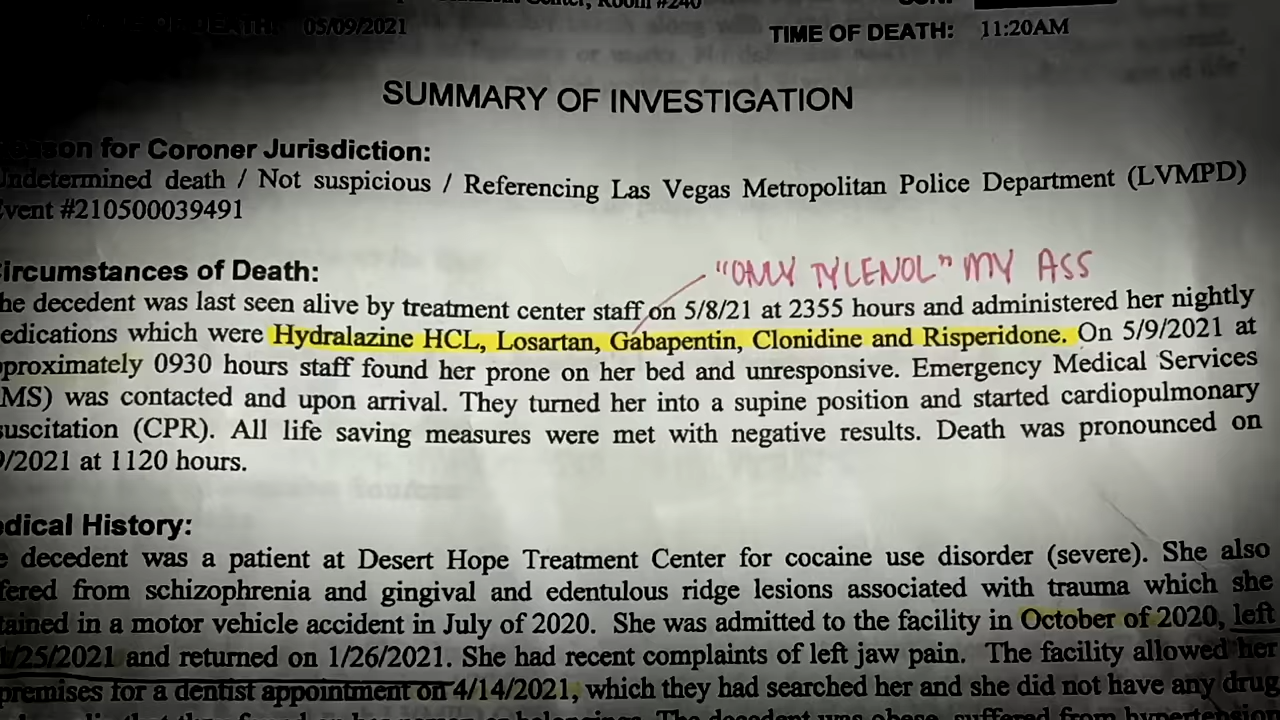 Center, Room #240
OF DEATH: 05/09/2021
TIME OF DEATH: 11:20AM
SUMMARY OF INVESTIGATION
for Coroner Jurisdiction:
ndetermined death / Not suspicious / Referencing Las Vegas Metropolitan Police Department (LVMPD)
vent #210500039491
ircumstances of Death:
"ONLY TYLENOL" MY ASS
he decedent was last seen alive by treatment center staff on 5/8/21 at 2355 hours and administered her nightly
edications which were Hydralazine HCL, Losartan, Gabapentin, Clonidine and Risperidone. On 5/9/2021 at
proximately 0930 hours staff found her prone on her bed and unresponsive. Emergency Medical Services
MS) was contacted and upon arrival. They turned her into a supine position and started cardiopulmonary
suscitation (CPR). All life saving measures were met with negative results. Death was pronounced on
/2021 at 1120 hours.
dical History:
e decedent was a patient at Desert Hope Treatment Center for cocaine use disorder (severe). She also
fered from schizophrenia and gingival and edentulous ridge lesions associated with trauma which she
tained in a motor vehicle accident in July of 2020. She was admitted to the facility in October of 2020, left
1/25/2021 and returned on 1/26/2021. She had recent complaints of left jaw pain. The facility allowed her
premises for a dentist appointment on 4/14/2021, which they had searched her and she did not have any drug